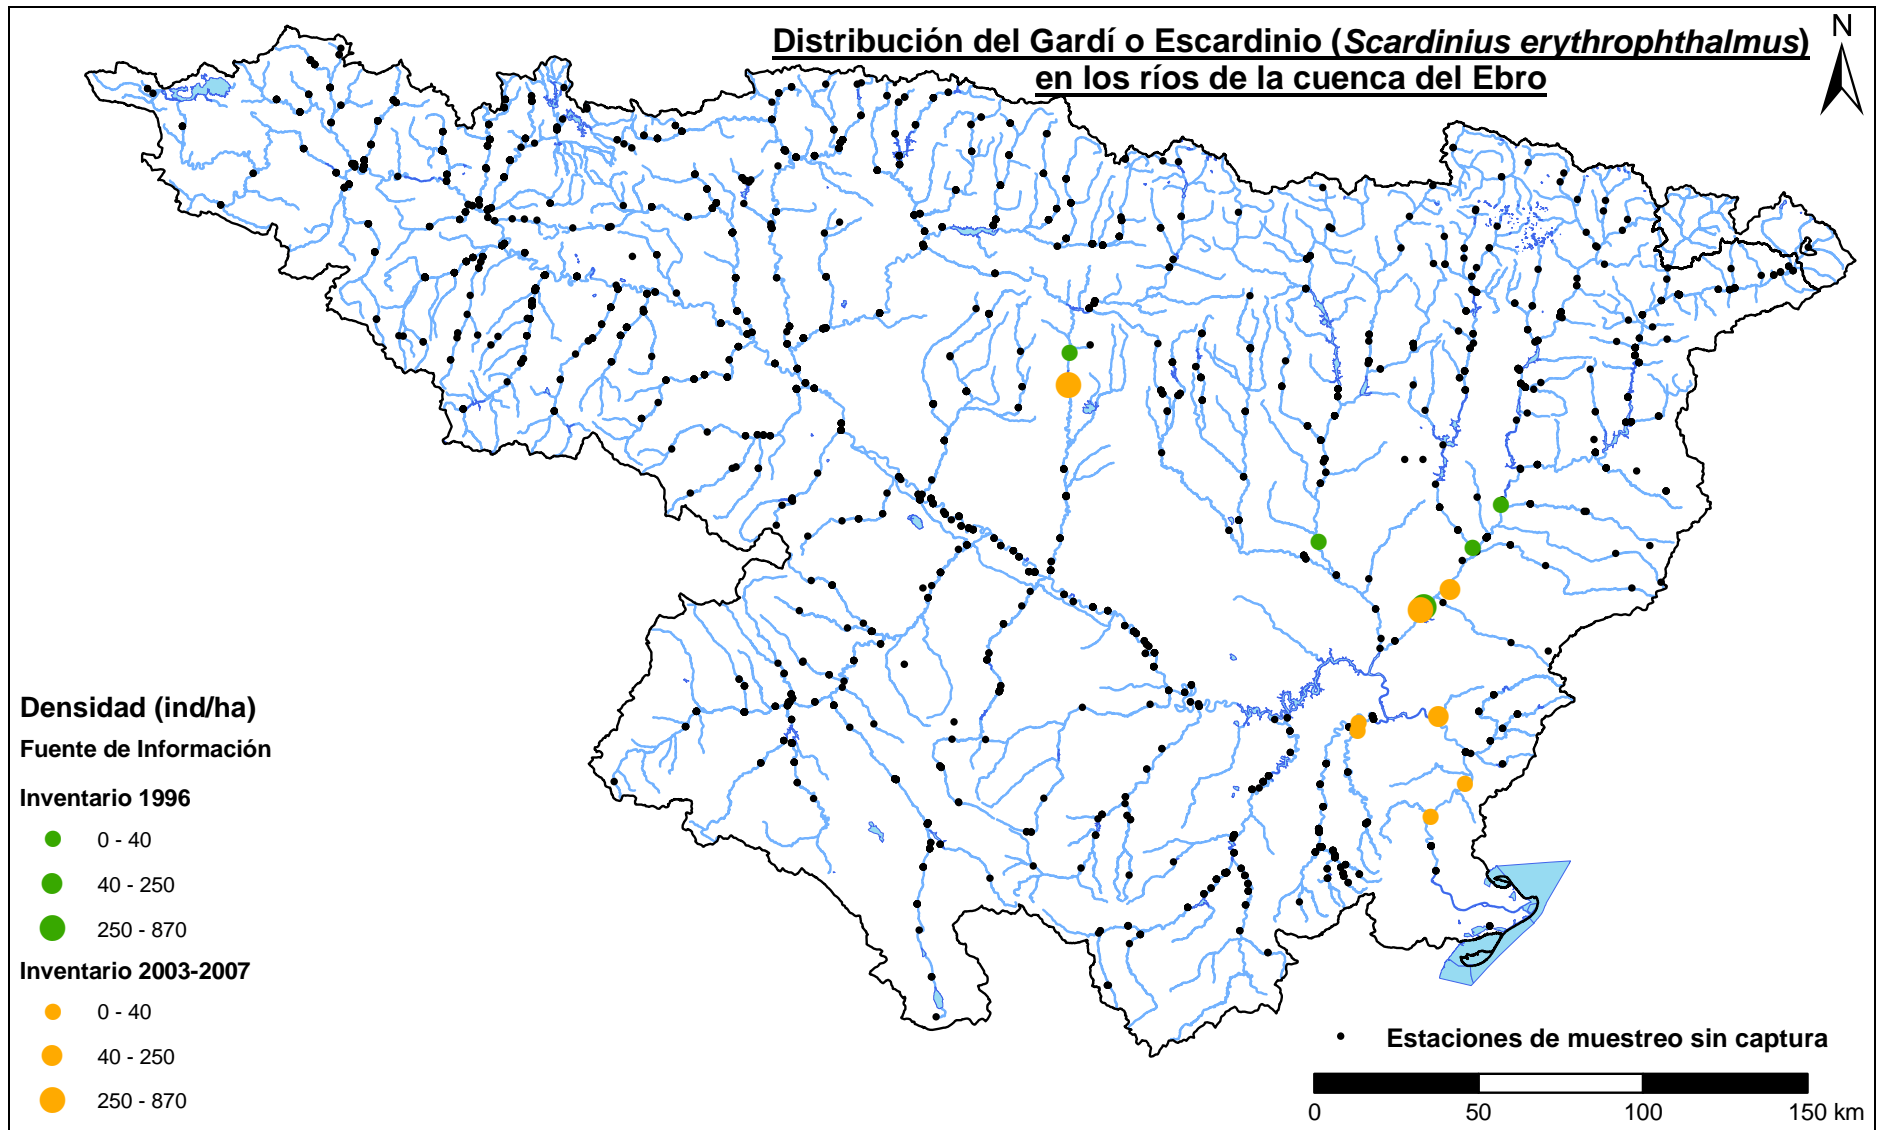 Distribución del Gardí o Escardinio (Scardinius erythrophthalmus)
en los ríos de la cuenca del Ebro
N
Densidad (ind/ha)
Fuente de Información
Inventario 1996
0 - 40
40 - 250
250 - 870
Inventario 2003-2007
0 - 40
40 - 250
250 - 870
Estaciones de muestreo sin captura
0 50 100 150 km